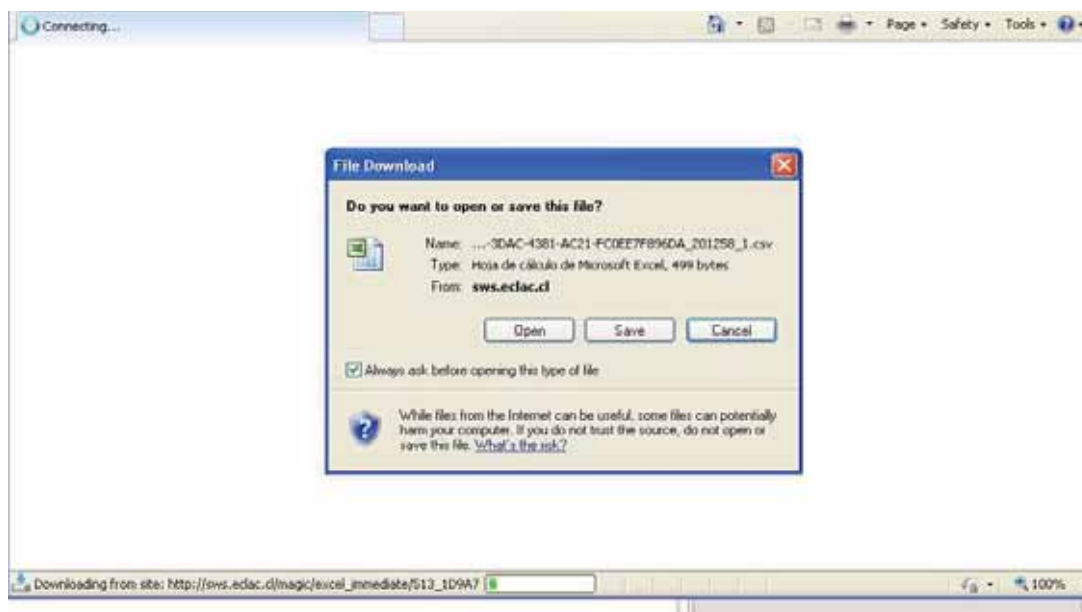 Connecting...
Page Safety Tools
File Download
Do you want to open or save this file?
Name: ...-3DAC-4381-AC21-FC0EE7F896DA_201258_1.csv
Type: Hoja de cálculo de Microsoft Excel, 499 bytes
From: sws.eclac.cl
Open Save Cancel
Always ask before opening this type of file
While files from the Internet can be useful, some files can potentially
harm your computer. If you do not trust the source, do not open or
save this file. What's the risk?
Downloading from site: http://sws.eclac.cl/magic/excel_immediate/S13_1D9A7
100%